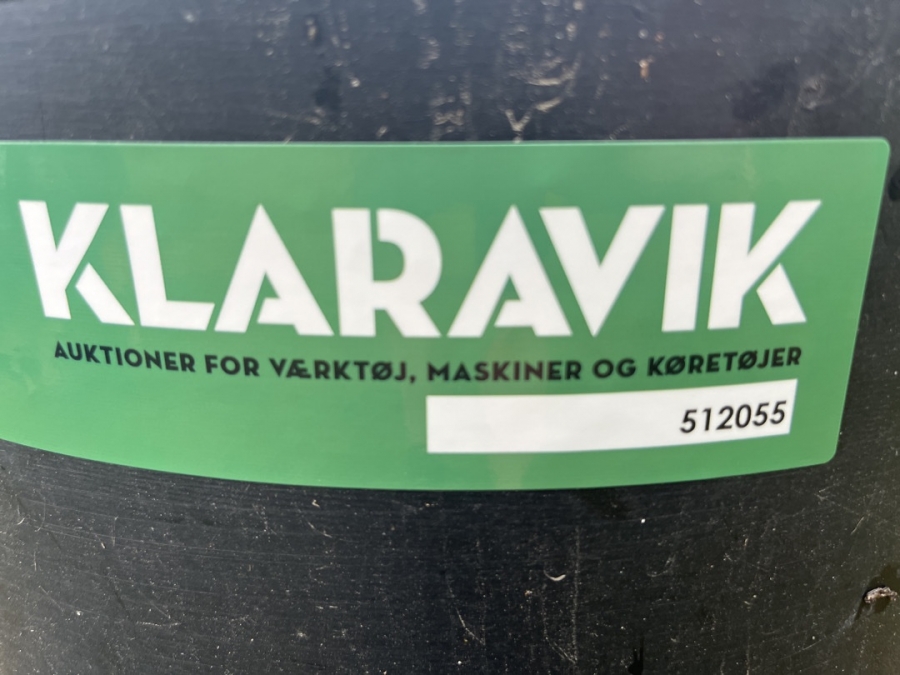 KLARAVIK
AUKTIONER FOR VÆRKTØJ, MASKINER OG KØRETØJER
512055